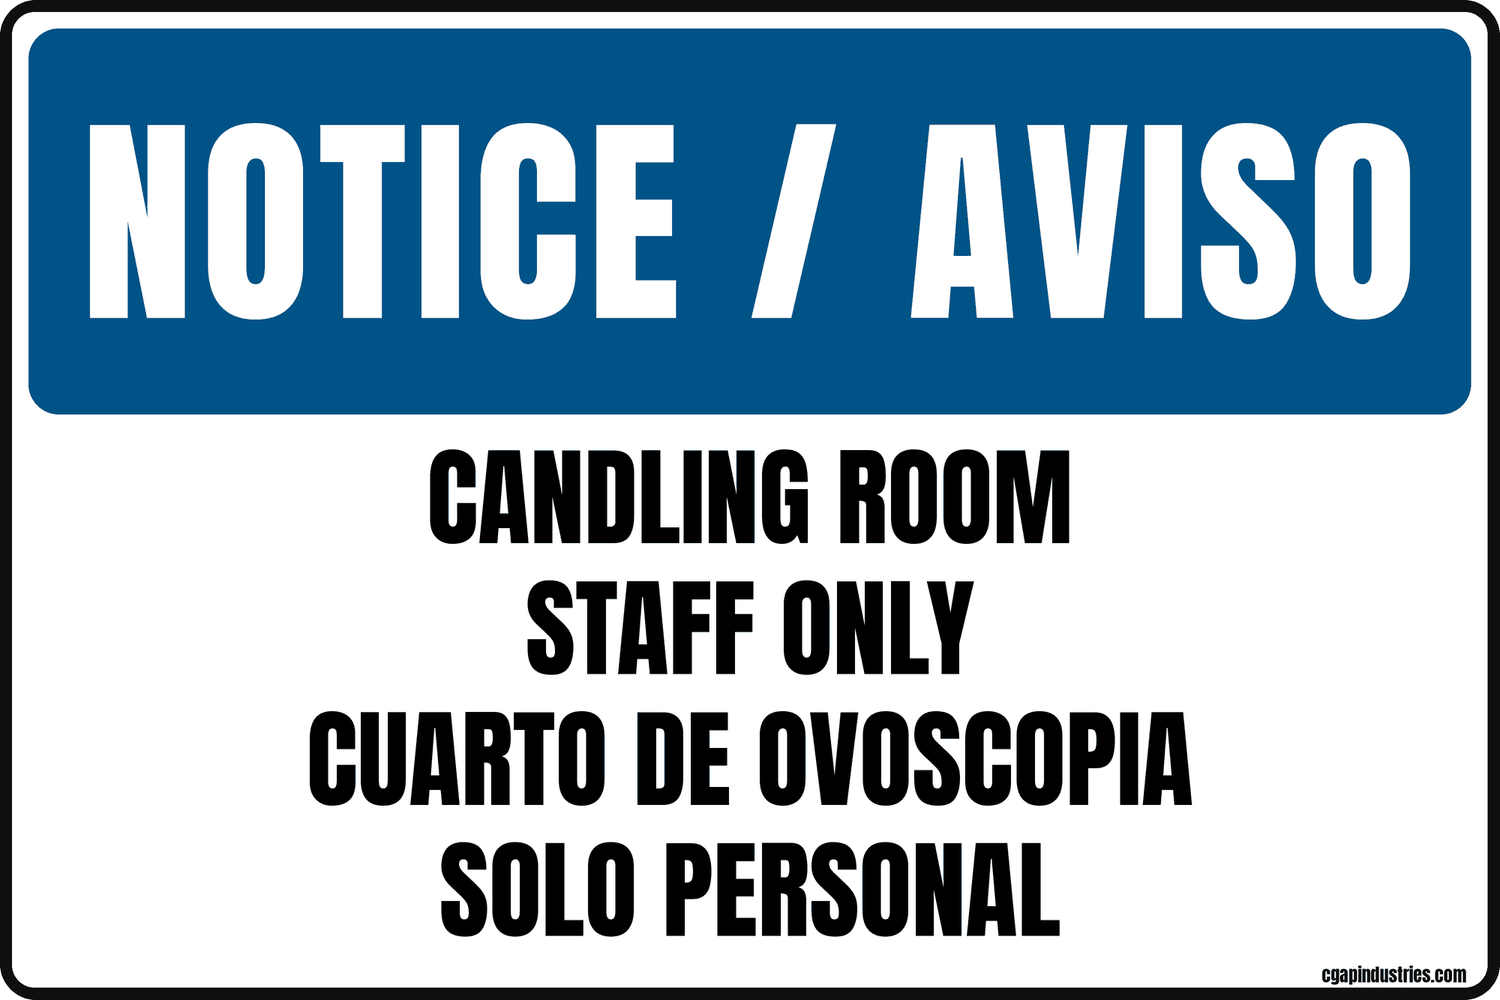 NOTICE / AVISO
CANDLING ROOM
STAFF ONLY
CUARTO DE OVOSCOPIA
SOLO PERSONAL
cgapindustries.com